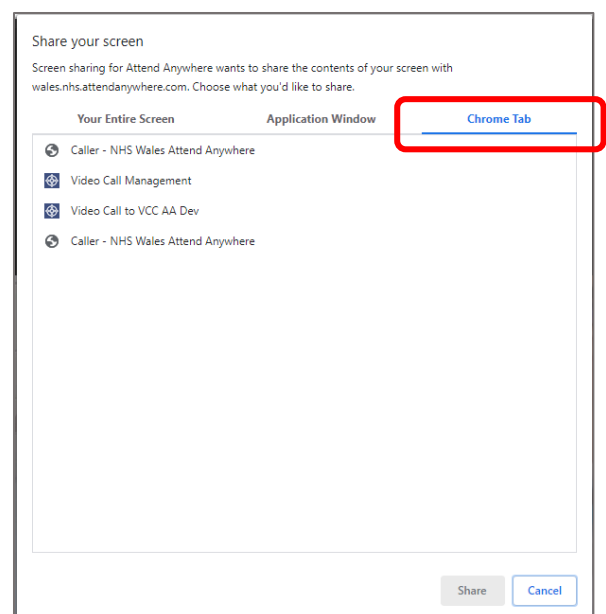 Share your screen
Screen sharing for Attend Anywhere wants to share the contents of your screen with
wales.nhs.attendanywhere.com. Choose what you'd like to share.
Your Entire Screen Application Window Chrome Tab
Caller - NHS Wales Attend Anywhere
Video Call Management
Video Call to VCC AA Dev
Caller - NHS Wales Attend Anywhere
Share Cancel